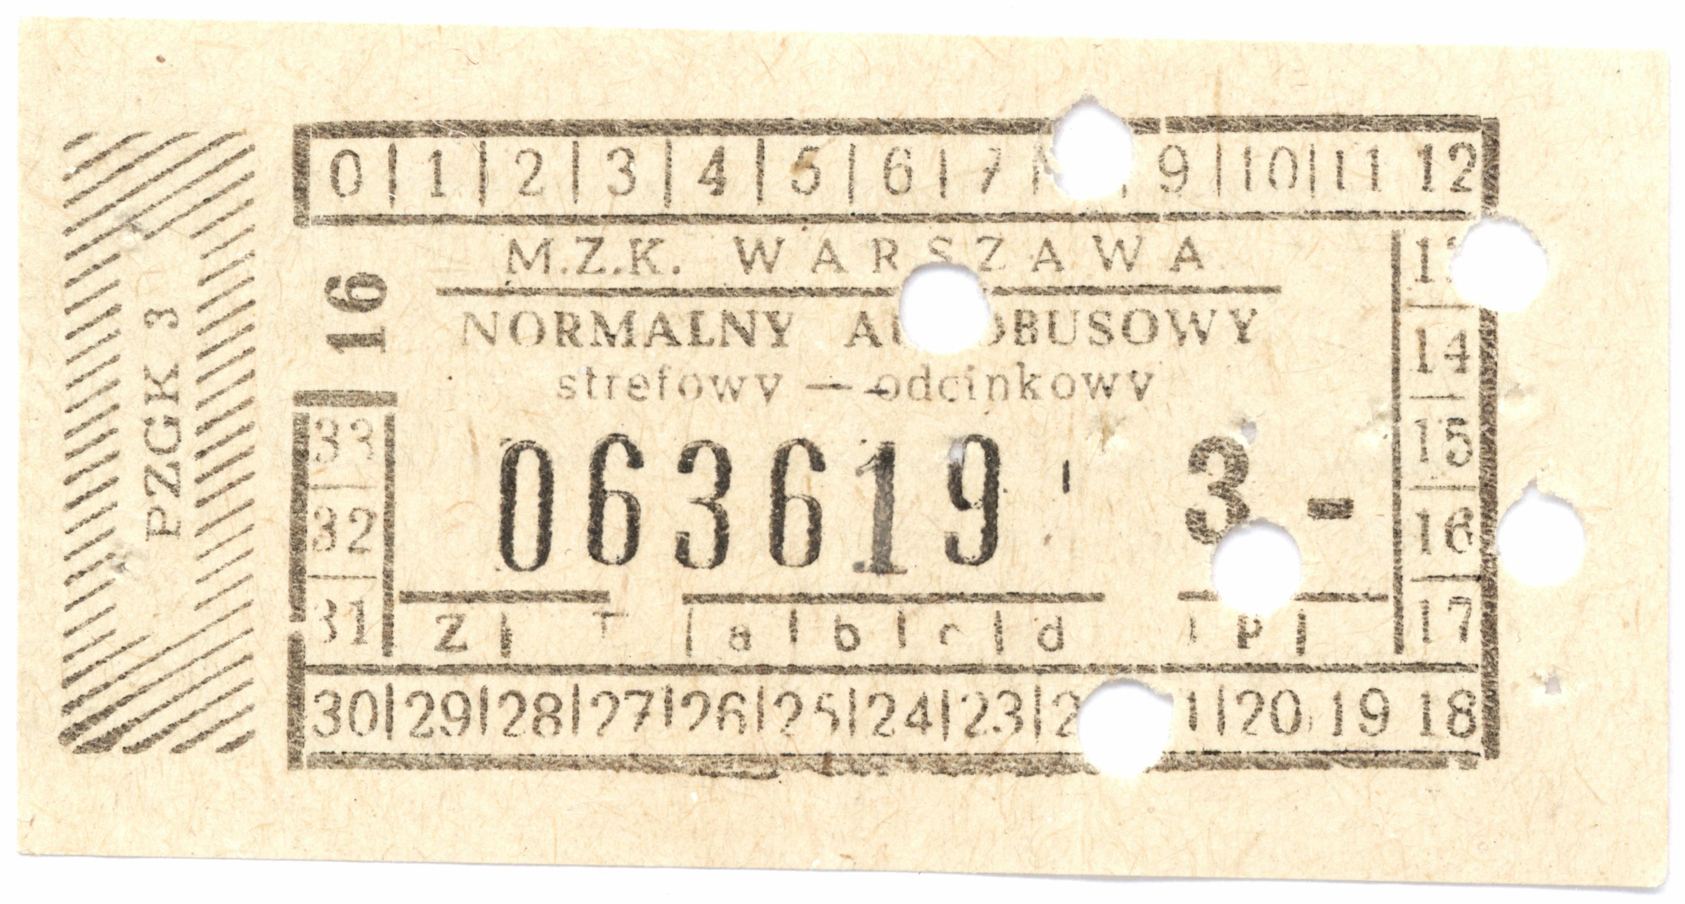 0 | 1 | 2 | 3 | 4 | 5 | 6 | 7 | 9 | 10 | 11 12
M.Z.K. WARSZAWA
NORMALNY AUTOBUSOWY
strefowy — odcinkowy
063619 3 -
Z | T | a | b | c | d | p |
30 | 29 | 28 | 27 | 26 | 25 | 24 | 23 | 20 19 18
14
15
16
17
16
33
32
31
PZGK 3